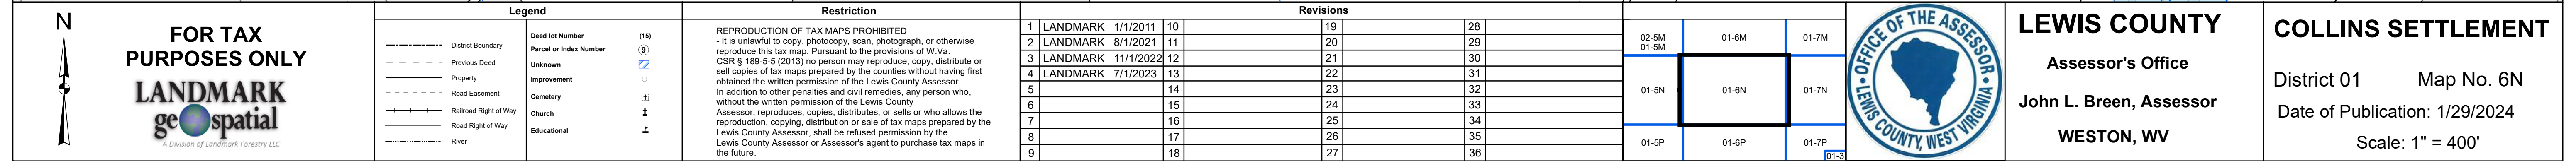 N
FOR TAX
PURPOSES ONLY
LANDMARK
geospatial
A Division of Landmark Forestry LLC
Legend
District Boundary
Previous Deed
Property
Road Easement
Railroad Right of Way
Road Right of Way
River
Deed lot Number (15)
Parcel or Index Number 9
Unknown
Improvement
Cemetery
Church
Educational
Restriction
REPRODUCTION OF TAX MAPS PROHIBITED
- It is unlawful to copy, photocopy, scan, photograph, or otherwise
reproduce this tax map. Pursuant to the provisions of W.Va.
CSR § 189-5-5 (2013) no person may reproduce, copy, distribute or
sell copies of tax maps prepared by the counties without having first
obtained the written permission of the Lewis County Assessor.
In addition to other penalties and civil remedies, any person who,
without the written permission of the Lewis County
Assessor, reproduces, copies, distributes, or sells or who allows the
reproduction, copying, distribution or sale of tax maps prepared by the
Lewis County Assessor, shall be refused permission by the
Lewis County Assessor or Assessor's agent to purchase tax maps in
the future.
Revisions
1 LANDMARK 1/1/2011 10 19 28
2 LANDMARK 8/1/2021 11 20 29
3 LANDMARK 11/1/2022 12 21 30
4 LANDMARK 7/1/2023 13 22 31
5 14 23 32
6 15 24 33
7 16 25 34
8 17 26 35
9 18 27 36
02-5M
01-5M
01-6M
01-7M
01-5N
01-6N
01-7N
01-5P
01-6P
01-7P
01-3
OFFICE OF THE ASSESSOR
LEWIS COUNTY, WEST VIRGINIA
LEWIS COUNTY
Assessor's Office
John L. Breen, Assessor
WESTON, WV
COLLINS SETTLEMENT
District 01 Map No. 6N
Date of Publication: 1/29/2024
Scale: 1" = 400'